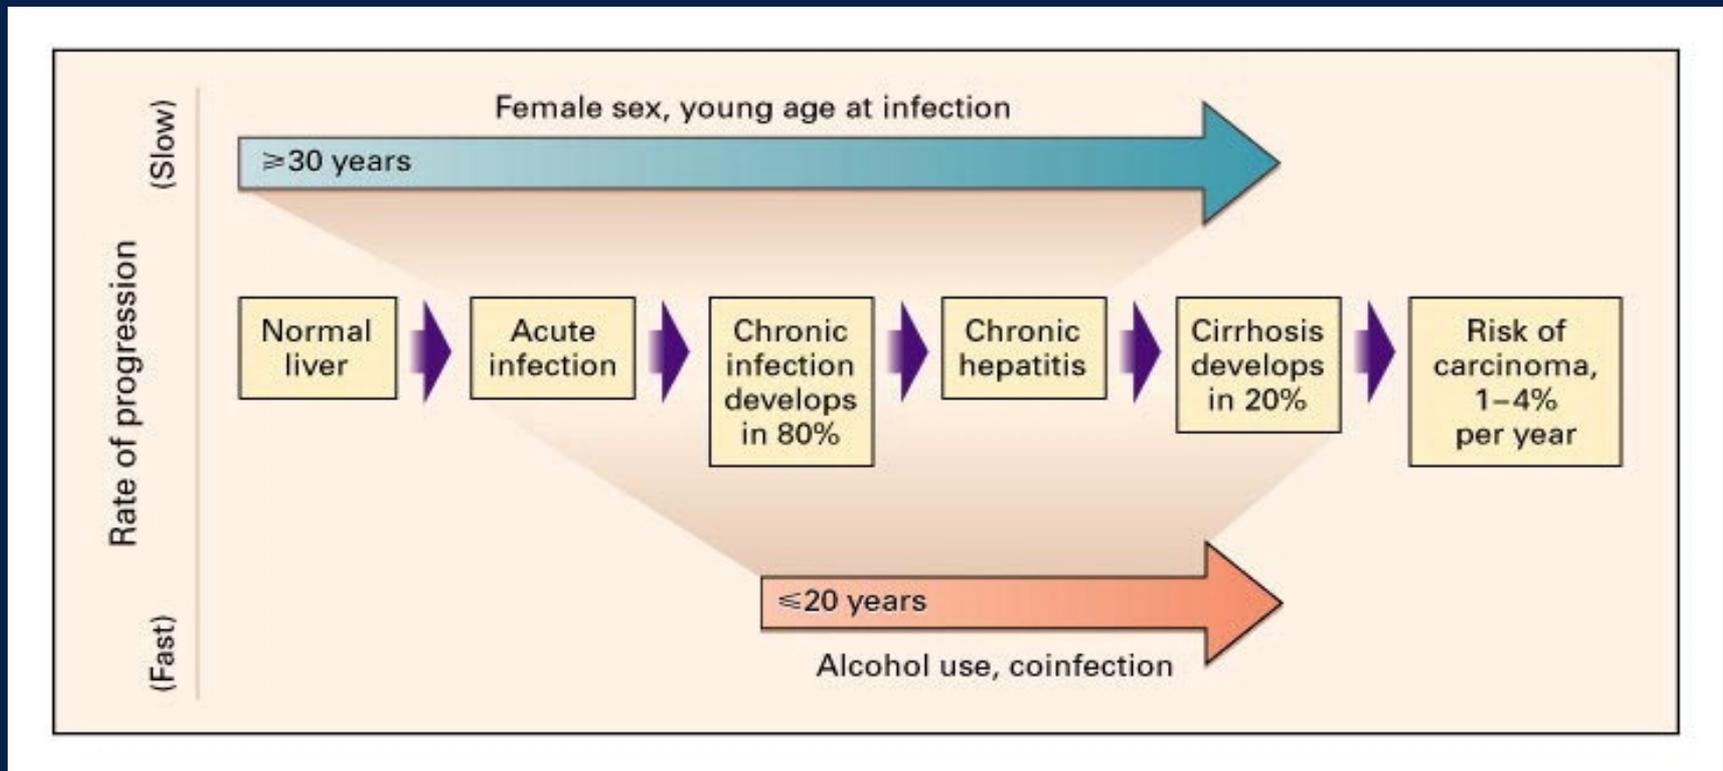 Rate of progression
(Slow)
(Fast)
Female sex, young age at infection
⩾30 years
Normal
liver
Acute
infection
Chronic
infection
develops
in 80%
Chronic
hepatitis
Cirrhosis
develops
in 20%
Risk of
carcinoma,
1–4%
per year
⩽20 years
Alcohol use, coinfection